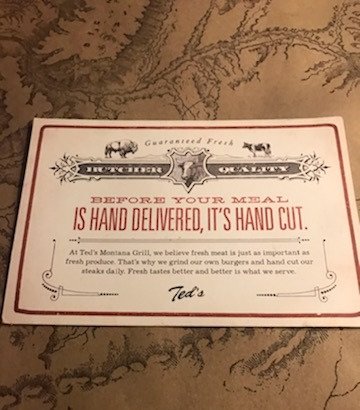 Guaranteed Fresh
BUTCHER QUALITY
BEFORE YOUR MEAL
IS HAND DELIVERED, IT'S HAND CUT.
At Ted's Montana Grill, we believe fresh meat is just as important as
fresh produce. That's why we grind our own burgers and hand cut our
steaks daily. Fresh tastes better and better is what we serve.
Ted's